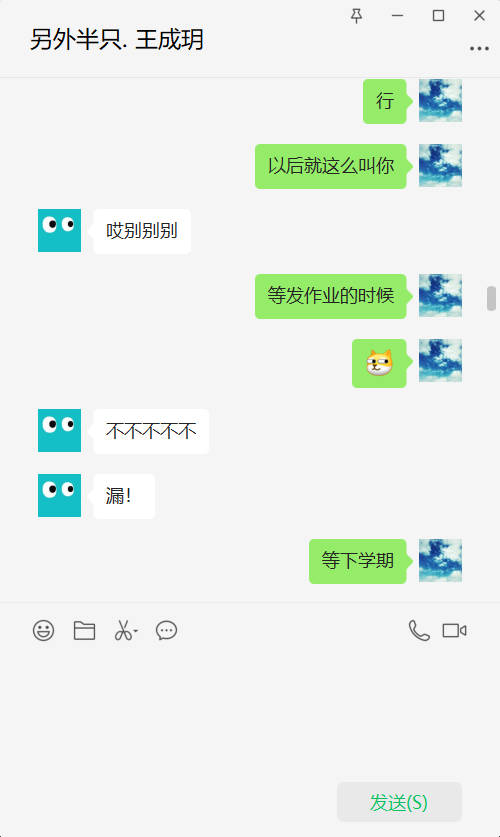 另外半只. 王成玥
行
以后就这么叫你
哎别别别
等发作业的时候
不不不不不
漏！
等下学期
发送(S)